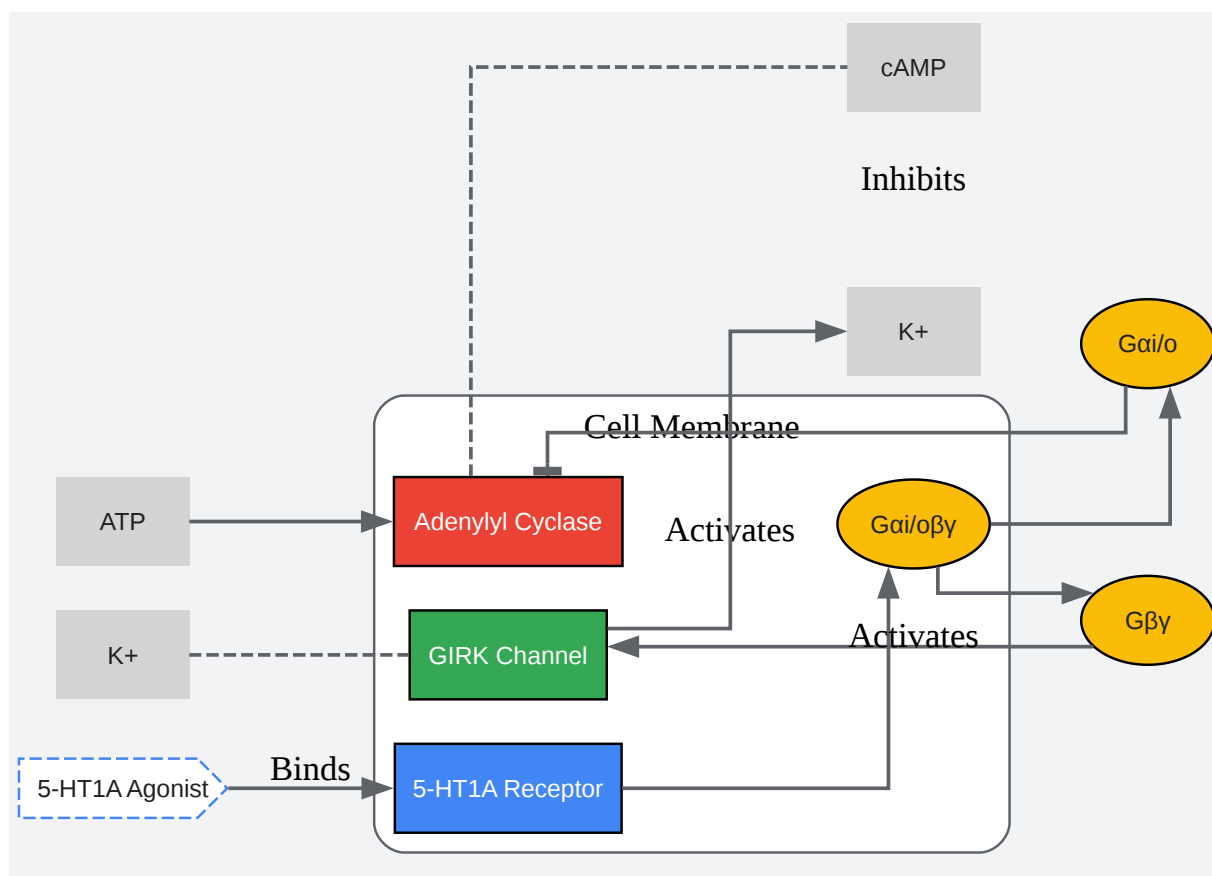 cAMP
Inhibits
K+
Gαi/o
Cell Membrane
ATP
Adenylyl Cyclase
Activates
Gαi/oβγ
K+
GIRK Channel
Activates
Gβγ
5-HT1A Agonist
Binds
5-HT1A Receptor